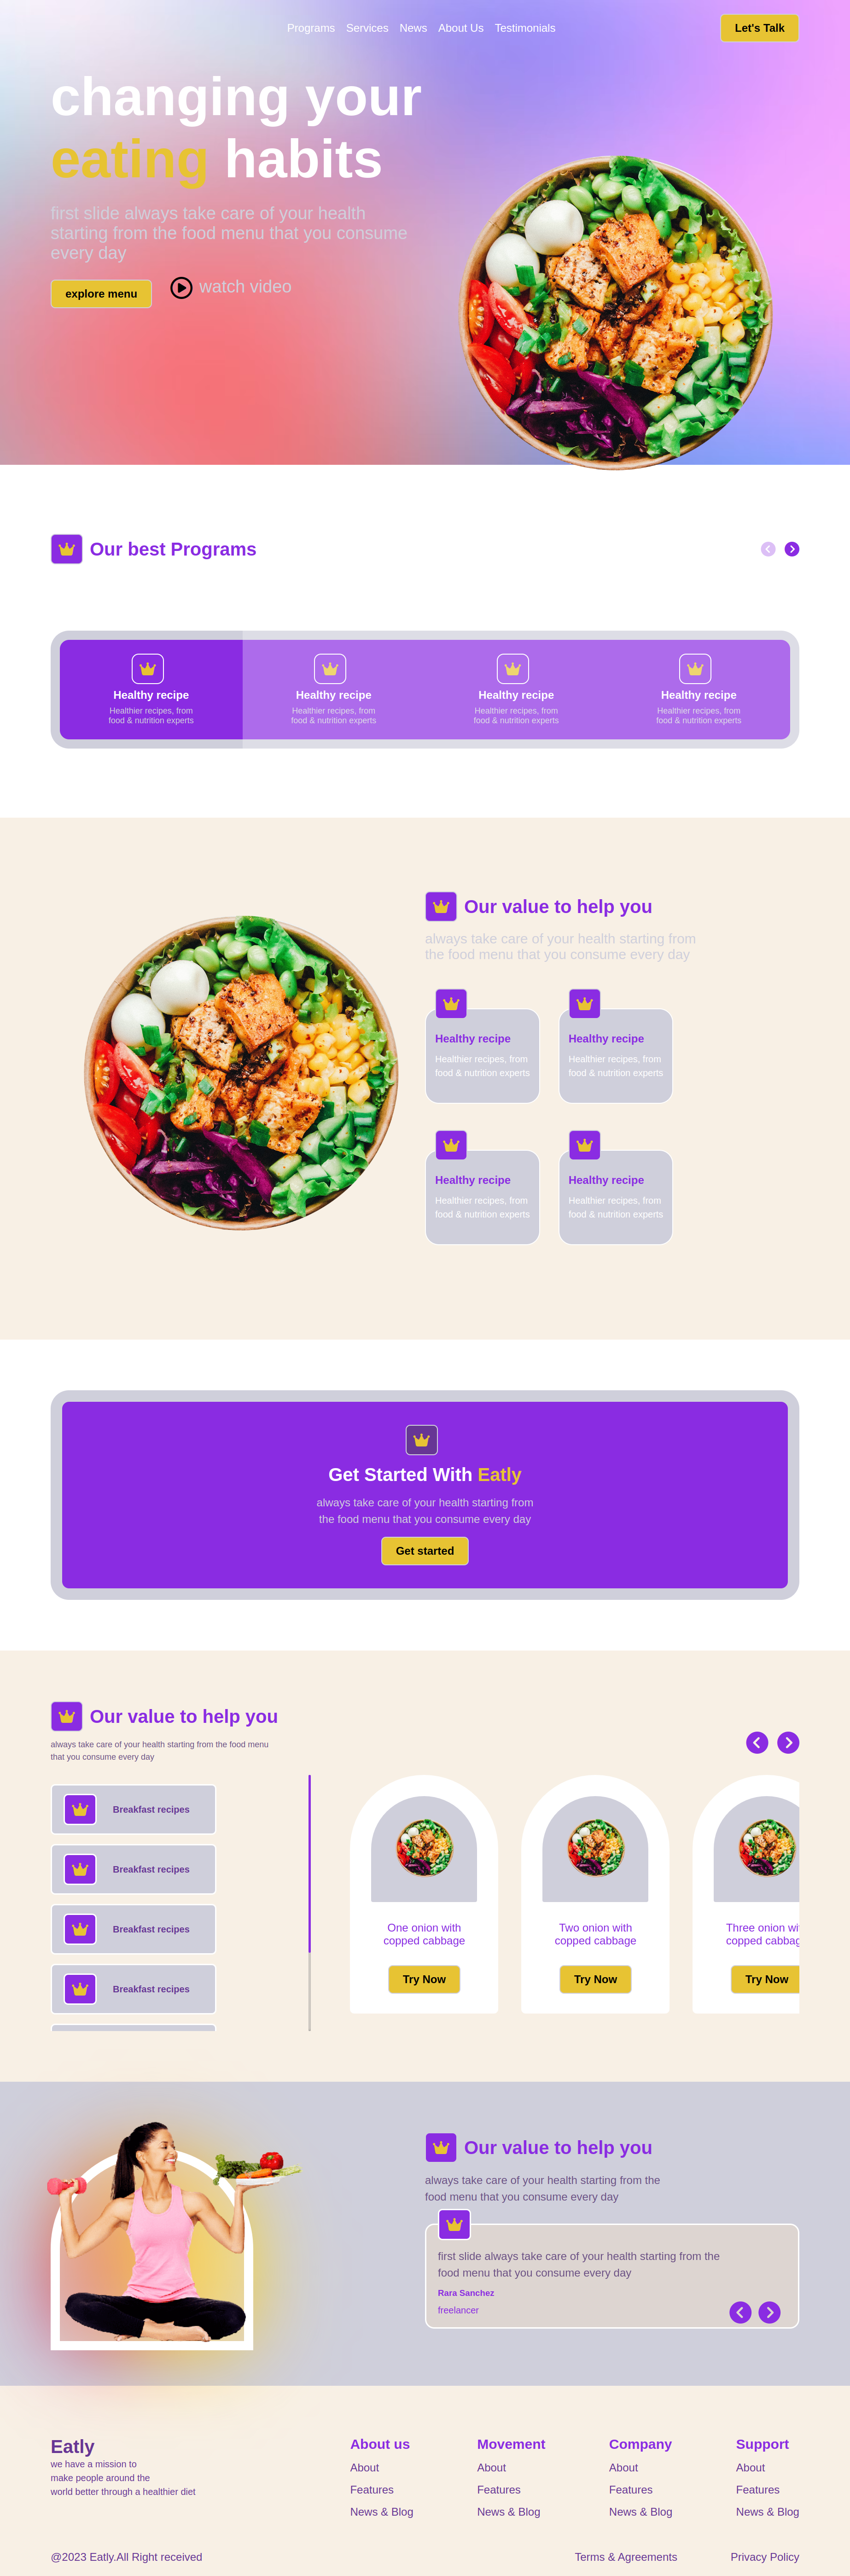 Programs Services News About Us Testimonials Let's Talk
changing your
eating habits
first slide always take care of your health
starting from the food menu that you consume
every day
explore menu watch video
Our best Programs
Healthy recipe Healthy recipe Healthy recipe Healthy recipe
Healthier recipes, from Healthier recipes, from Healthier recipes, from Healthier recipes, from
food & nutrition experts food & nutrition experts food & nutrition experts food & nutrition experts
Our value to help you
always take care of your health starting from
the food menu that you consume every day
Healthy recipe Healthy recipe
Healthier recipes, from Healthier recipes, from
food & nutrition experts food & nutrition experts
Healthy recipe Healthy recipe
Healthier recipes, from Healthier recipes, from
food & nutrition experts food & nutrition experts
Get Started With Eatly
always take care of your health starting from
the food menu that you consume every day
Get started
Our value to help you
always take care of your health starting from the food menu
that you consume every day
Breakfast recipes
Breakfast recipes
Breakfast recipes
Breakfast recipes
One onion with
copped cabbage
Try Now
Two onion with
copped cabbage
Try Now
Three onion
copped
Try Now
Our value to help you
always take care of your health starting from the
food menu that you consume every day
first slide always take care of your health starting from the
food menu that you consume every day
Rara Sanchez
freelancer
Eatly
we have a mission to
make people around the
world better through a healthier diet
About us
About
Features
News & Blog
Movement
About
Features
News & Blog
Company
About
Features
News & Blog
Support
About
Features
News & Blog
@2023 Eatly.All Right received Terms & Agreements Privacy Policy